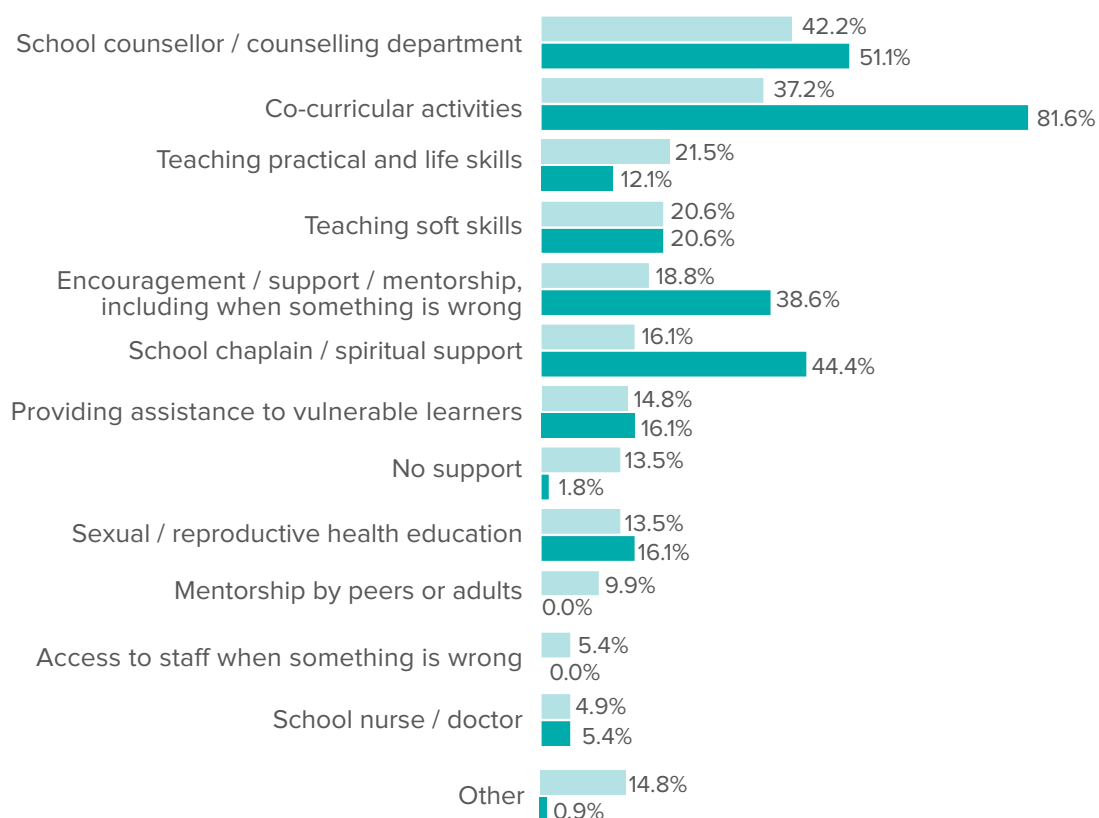 School counsellor / counselling department
42.2%
51.1%
Co-curricular activities
37.2%
81.6%
Teaching practical and life skills
21.5%
12.1%
Teaching soft skills
20.6%
20.6%
Encouragement / support / mentorship,
including when something is wrong
18.8%
38.6%
School chaplain / spiritual support
16.1%
44.4%
Providing assistance to vulnerable learners
14.8%
16.1%
No support
13.5%
1.8%
Sexual / reproductive health education
13.5%
16.1%
Mentorship by peers or adults
9.9%
0.0%
Access to staff when something is wrong
5.4%
0.0%
School nurse / doctor
4.9%
5.4%
Other
14.8%
0.9%